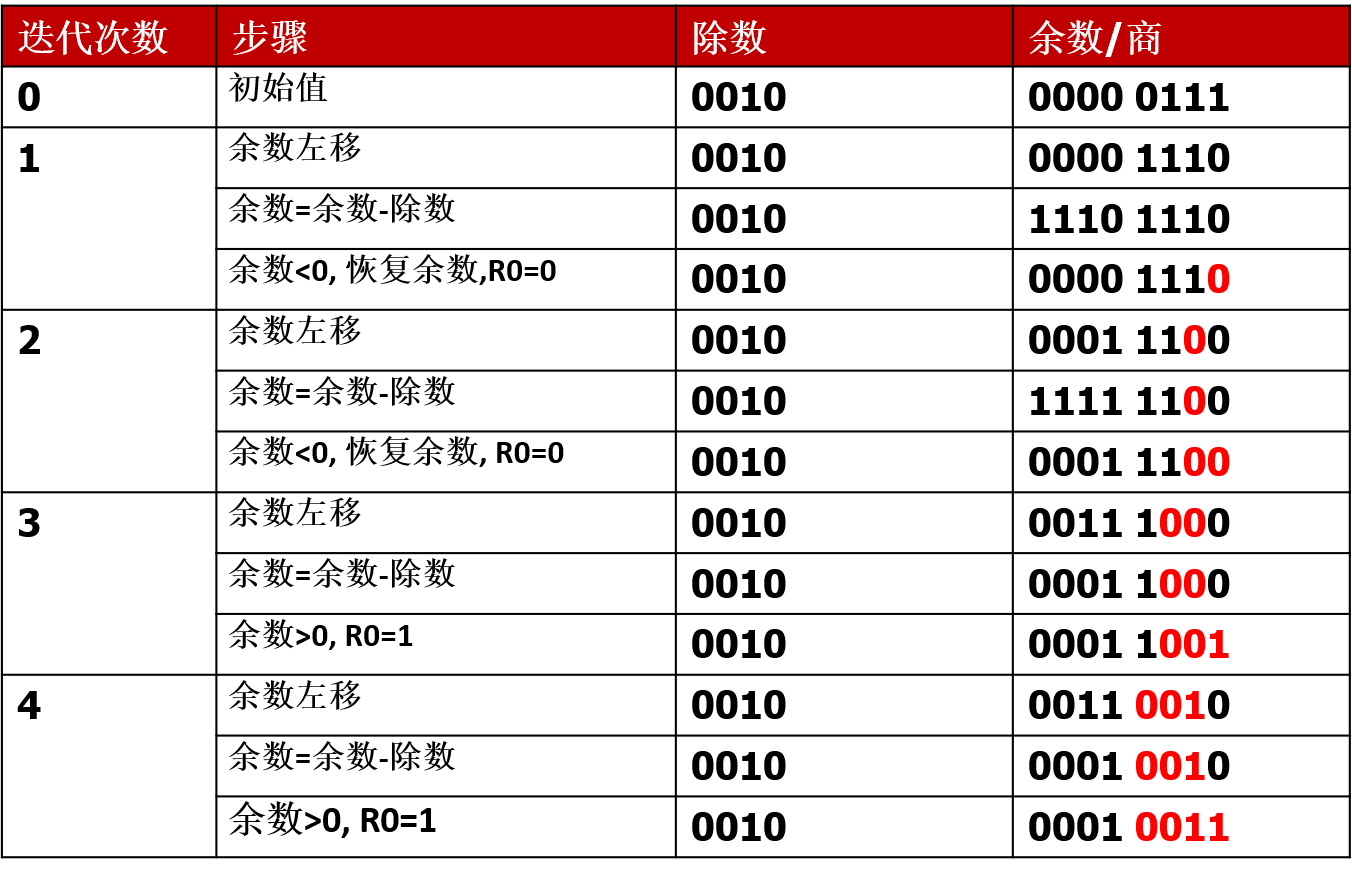 迭代次数 步骤 除数 余数/商
0 初始值 0010 0000 0111
1 余数左移 0010 0000 1110
余数=余数-除数 0010 1110 1110
余数<0, 恢复余数,R0=0 0010 0000 1110
2 余数左移 0010 0001 1100
余数=余数-除数 0010 1111 1100
余数<0, 恢复余数, R0=0 0010 0001 1100
3 余数左移 0010 0011 1000
余数=余数-除数 0010 0001 1000
余数>0, R0=1 0010 0001 1001
4 余数左移 0010 0011 0010
余数=余数-除数 0010 0001 0010
余数>0, R0=1 0010 0001 0011